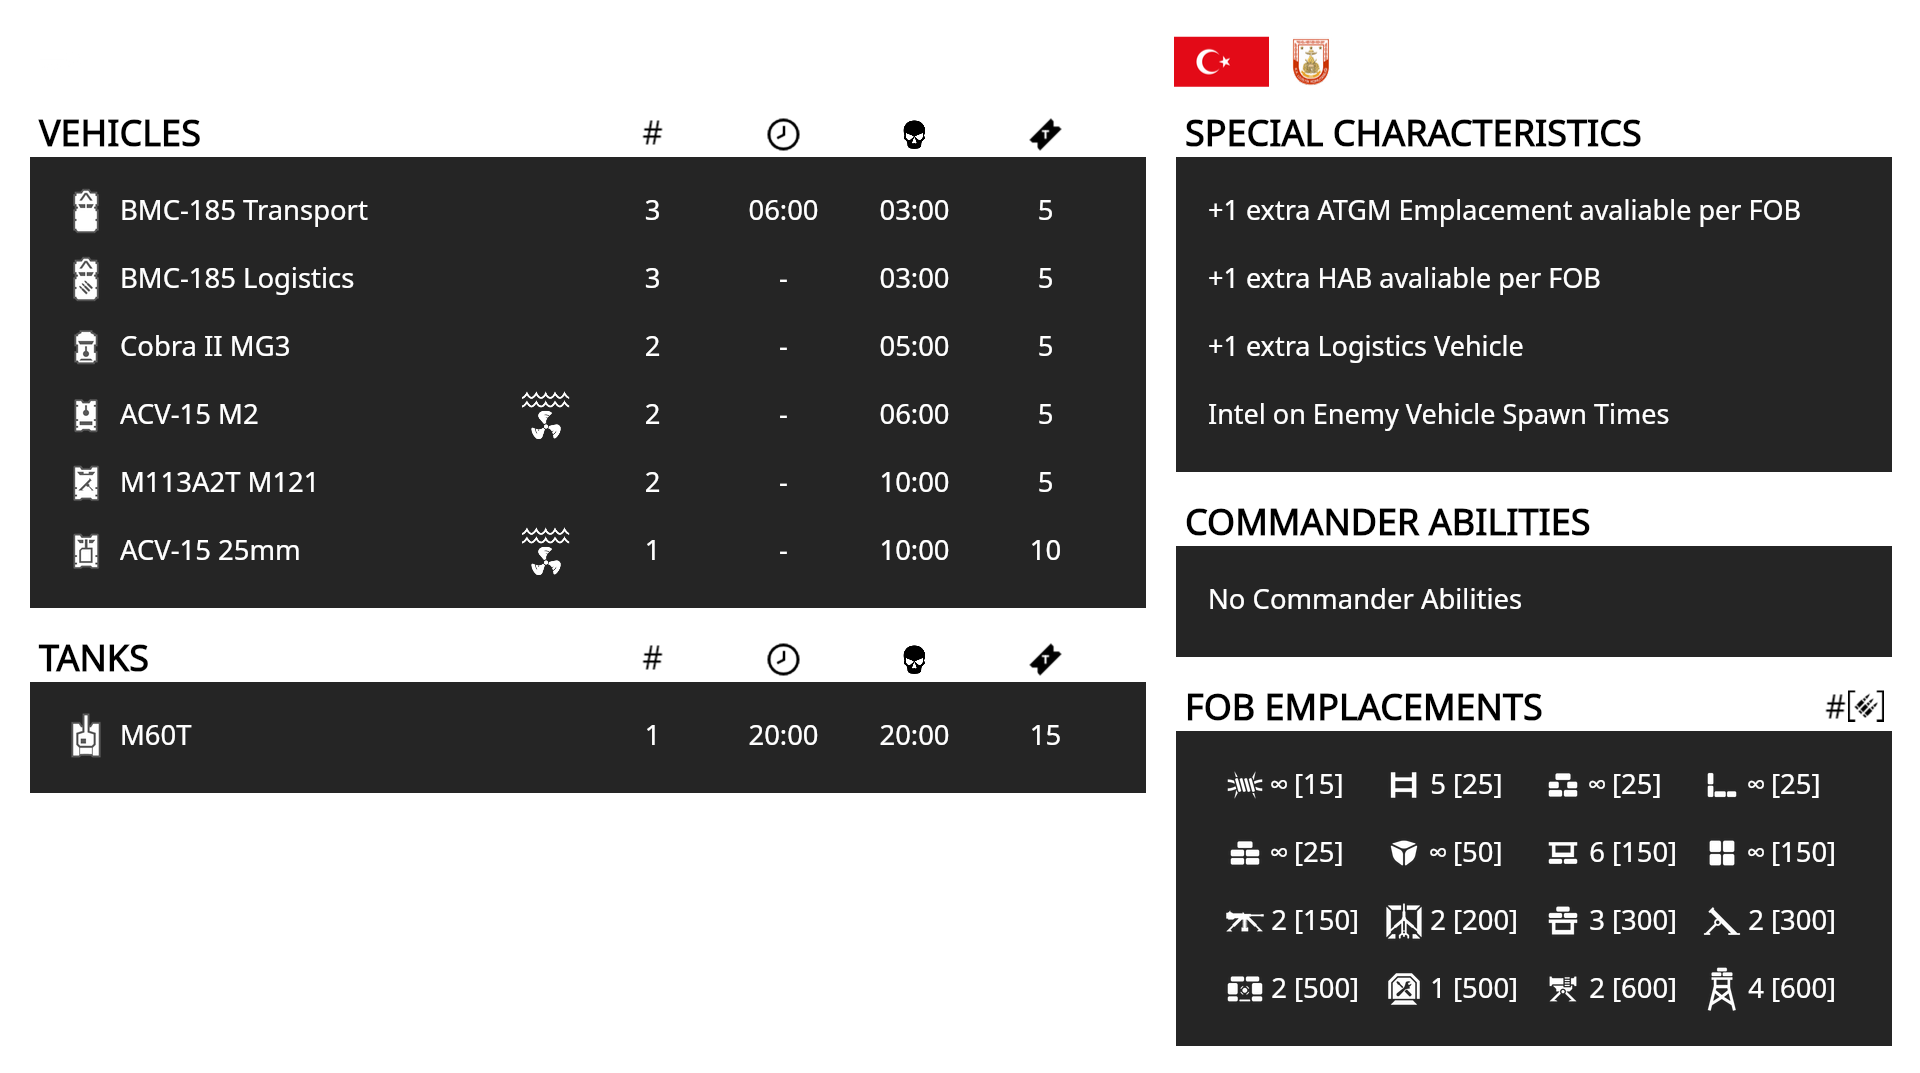 VEHICLES #
BMC-185 Transport 3 06:00 03:00 5
BMC-185 Logistics 3 - 03:00 5
Cobra II MG3 2 - 05:00 5
ACV-15 M2 2 - 06:00 5
M113A2T M121 2 - 10:00 5
ACV-15 25mm 1 - 10:00 10
TANKS #
M60T 1 20:00 20:00 15
SPECIAL CHARACTERISTICS
+1 extra ATGM Emplacement avaliable per FOB
+1 extra HAB avaliable per FOB
+1 extra Logistics Vehicle
Intel on Enemy Vehicle Spawn Times
COMMANDER ABILITIES
No Commander Abilities
FOB EMPLACEMENTS #[]
∞ [15] 5 [25] ∞ [25] ∞ [25]
∞ [25] ∞ [50] 6 [150] ∞ [150]
2 [150] 2 [200] 3 [300] 2 [300]
2 [500] 1 [500] 2 [600] 4 [600]